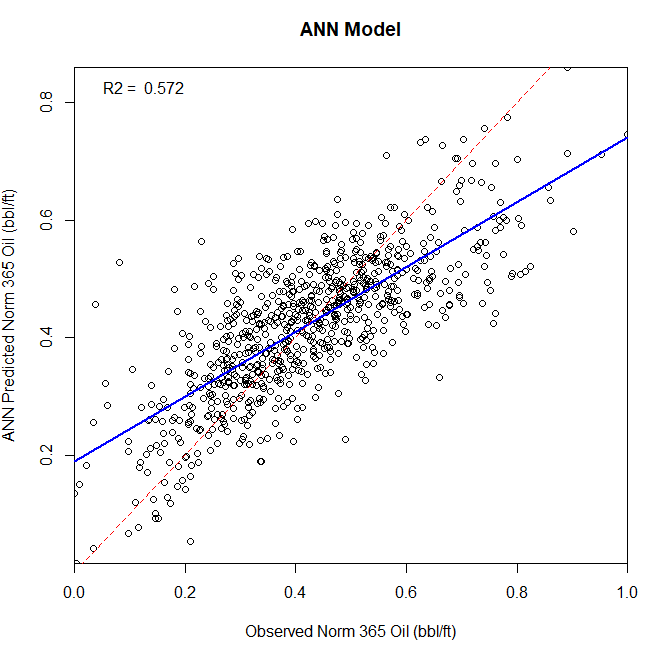 ANN Model
R2 = 0.572
ANN Predicted Norm 365 Oil (bbl/ft)
0.8
0.6
0.4
0.2
0.0 0.2 0.4 0.6 0.8 1.0
Observed Norm 365 Oil (bbl/ft)